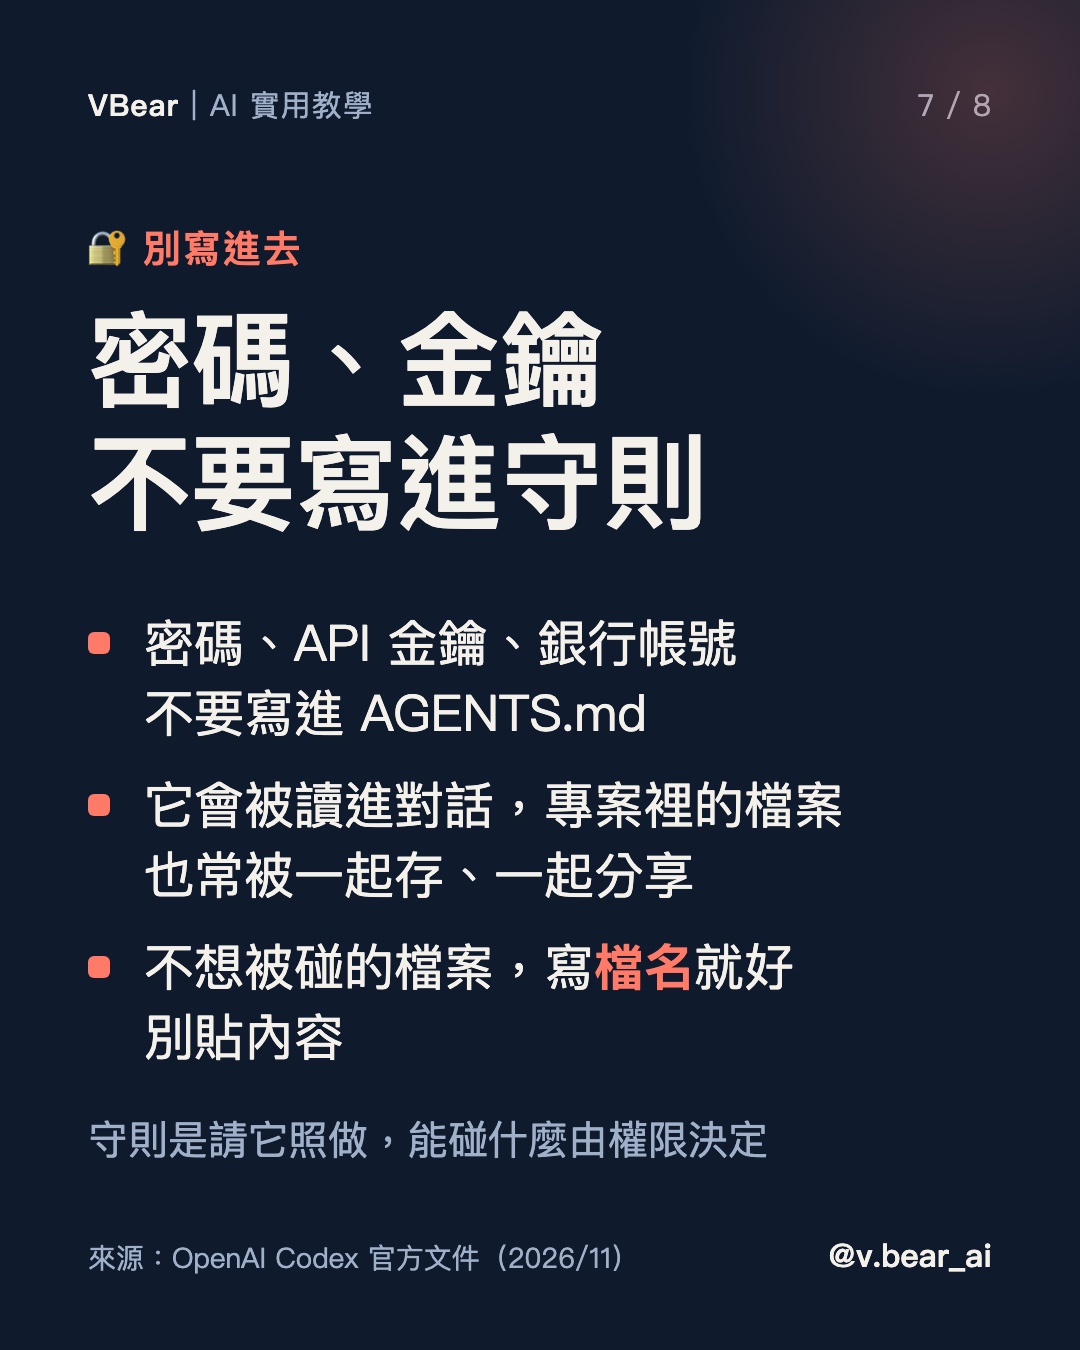 VBear | AI 實用教學
7 / 8
🔐 別寫進去
密碼、金鑰
不要寫進守則
密碼、API 金鑰、銀行帳號
不要寫進 AGENTS.md
它會被讀進對話，專案裡的檔案
也常被一起存、一起分享
不想被碰的檔案，寫檔名就好
別貼內容
守則是請它照做，能碰什麼由權限決定
來源：OpenAI Codex 官方文件（2026/11）
@v.bear_ai